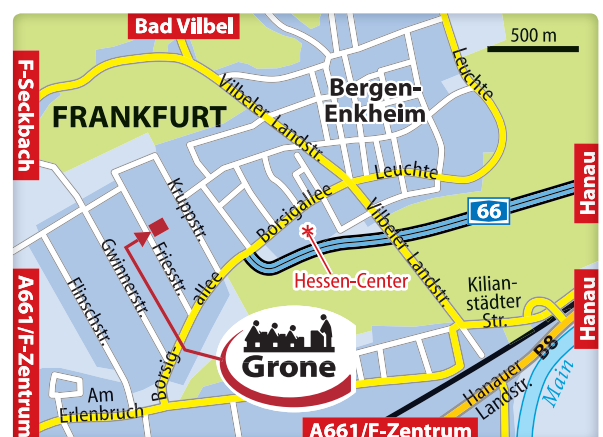 Bad Vilbel
500 m
F-Seckbach
Vilbeler Landstr.
Leuchte
Bergen-
Enkheim
FRANKFURT
Leuchte
Kruppstr.
Borsigallee
66
Hanau
Vilbeler Landstr.
Gwinnerstr.
Friesstr.
Hessen-Center
Flinschstr.
Borsig-
allee
Kilian-
städter
Str.
A661/F-Zentrum
Hanau
Grone
B8
Am
Erlenbruch
Hanauer
Landstr.
Main
A661/F-Zentrum